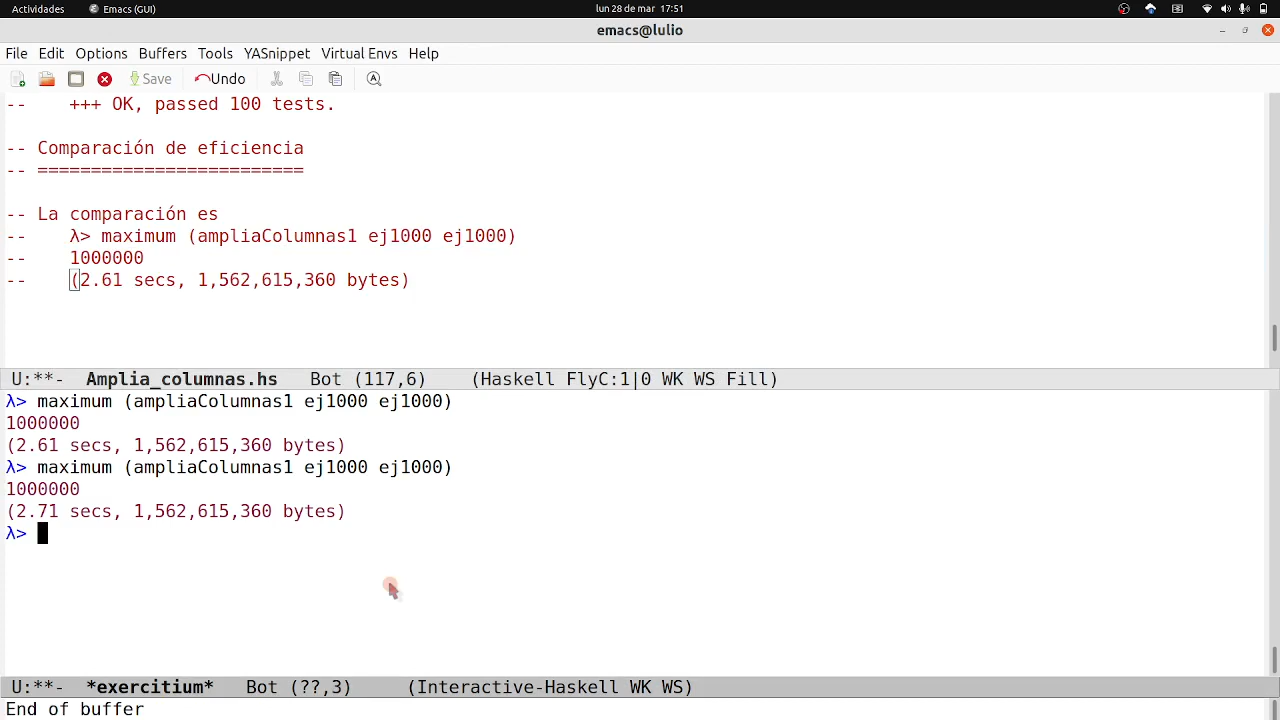 Actividades Emacs (GUI) lun 28 de mar 17:51
emacs@lulio
File Edit Options Buffers Tools YASnippet Virtual Envs Help
Save Undo
-- +++ OK, passed 100 tests.
-- Comparación de eficiencia
-- =========================
-- La comparación es
-- λ> maximum (ampliaColumnas1 ej1000 ej1000)
-- 1000000
-- (2.61 secs, 1,562,615,360 bytes)
U:**- Amplia_columnas.hs Bot (117,6) (Haskell FlyC:1|0 WK WS Fill)
λ> maximum (ampliaColumnas1 ej1000 ej1000)
1000000
(2.61 secs, 1,562,615,360 bytes)
λ> maximum (ampliaColumnas1 ej1000 ej1000)
1000000
(2.71 secs, 1,562,615,360 bytes)
λ>
U:**- *exercitium* Bot (??,3) (Interactive-Haskell WK WS)
End of buffer